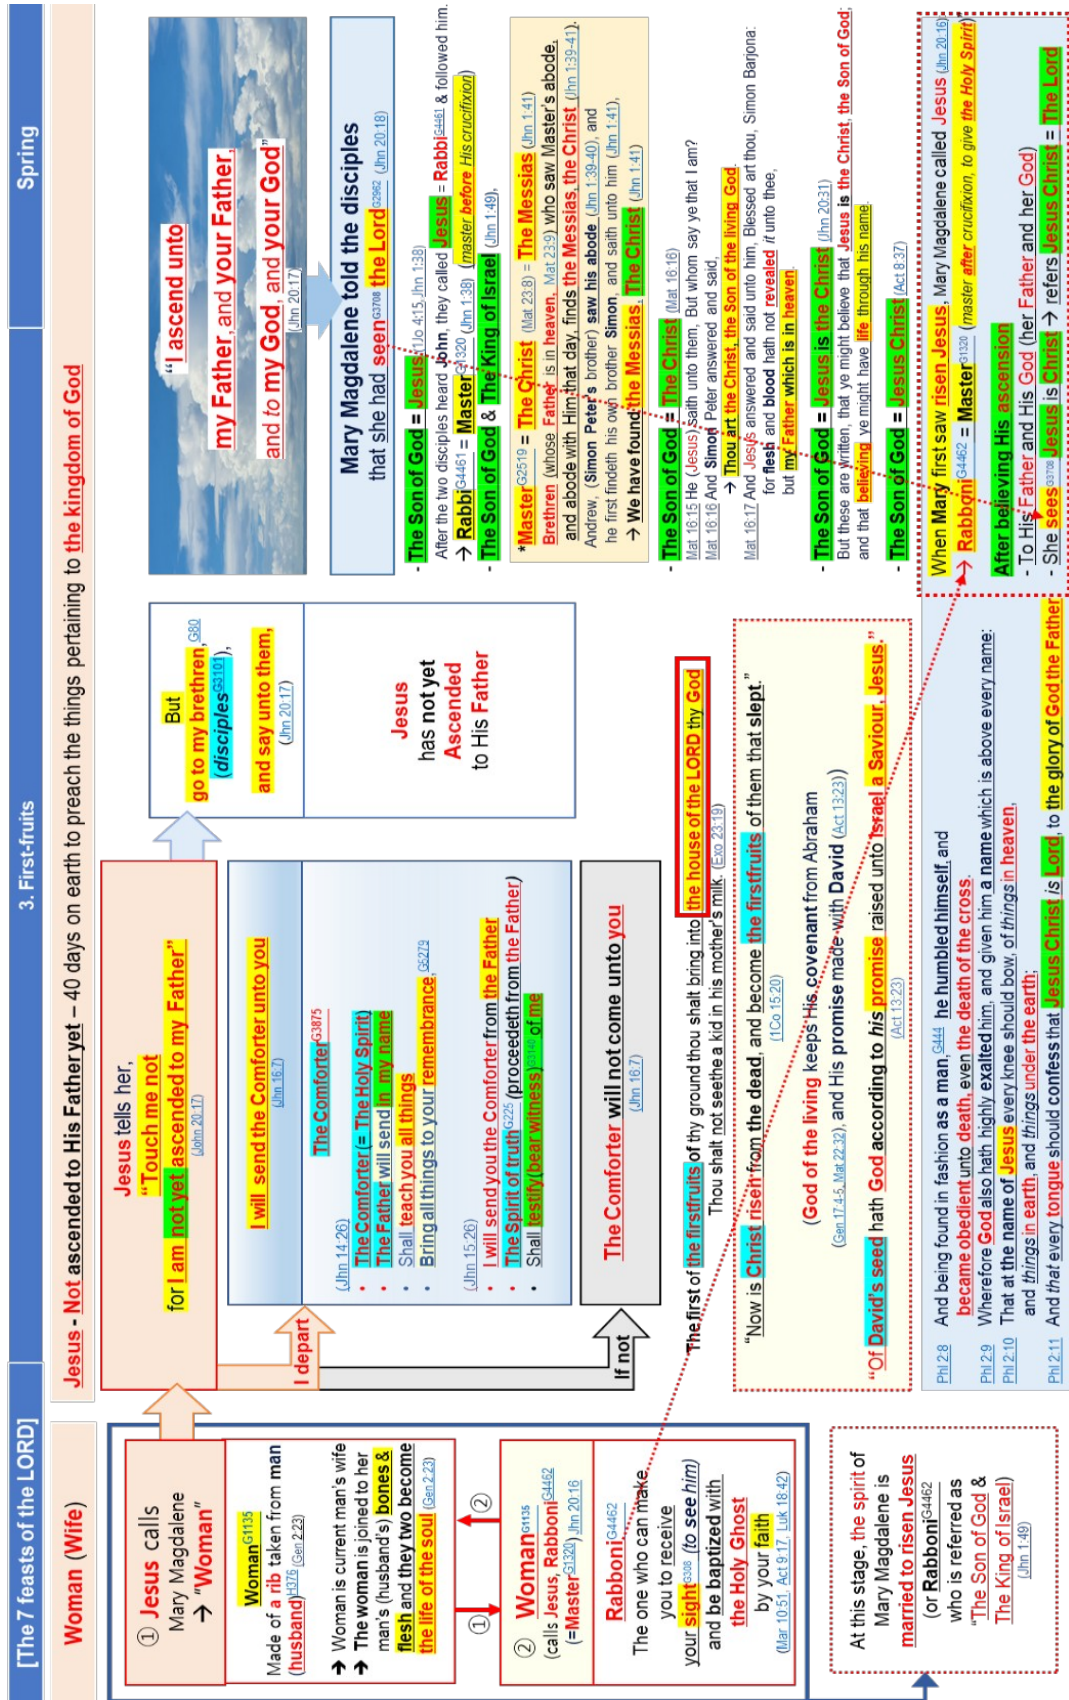 [The 7 feasts of the LORD]
3. First-fruits
Spring
Woman (Wife)
Jesus - Not ascended to His Father yet – 40 days on earth to preach the things pertaining to the kingdom of God
① Jesus calls
Mary Magdalene
➔ "Woman"
Woman G1135
Made of a rib taken from man
(husband) H376 (Gen 2:23)
➔ Woman is current man's wife
➔ The woman is joined to her
man's (husband's) bones &
flesh and they two become
the life of the soul (Gen 2:23)
①
②
② Woman G1135
(calls Jesus, Rabboni G4462
(=Master G1320) Jhn 20:16
Rabboni G4462
The one who can make
you to receive
your sight G308 (to see him)
and be baptized with
the Holy Ghost
by your faith
(Mar 10:51, Act 9:17, Luk 18:42)
At this stage, the spirit of
Mary Magdalene is
married to risen Jesus
(or Rabboni G4462
who is referred as
"The Son of God &
The King of Israel)
(Jhn 1:49)
Jesus tells her,
"Touch me not
for I am not yet ascended to my Father"
(John 20:17)
I depart
If not
I will send the Comforter unto you
(Jhn 16:7)
The Comforter G3875
(Jhn 14:26)
• The Comforter (= The Holy Spirit)
• The Father will send in my name
• Shall teach you all things
• Bring all things to your remembrance, G5279
(Jhn 15:26)
• I will send you the Comforter from the Father
• The Spirit of truth G225 (proceedeth from the Father)
• Shall testify(bear witness) G3140 of me
The Comforter will not come unto you
(Jhn 16:7)
But
go to my brethren, G80
(disciples G3101),
and say unto them,
(Jhn 20:17)
Jesus
has not yet
Ascended
to His Father
"I ascend unto
my Father, and your Father,
and to my God, and your God"
(Jhn 20:17)
Mary Magdalene told the disciples
that she had seen G3708 the Lord G2962 (Jhn 20:18)
- The Son of God = Jesus (1Jo 4:15, Jhn 1:38)
After the two disciples heard John, they called Jesus = Rabbi G4461 & followed him.
➔ Rabbi G4461 = Master G1320 (Jhn 1:38) (master before His crucifixion)
- The Son of God & The King of Israel (Jhn 1:49),
*Master G2519 = The Christ (Mat 23:8) = The Messias (Jhn 1:41)
Brethren (whose Father is in heaven, Mat 23:9) who saw Master's abode,
and abode with Him that day, finds the Messias, the Christ (Jhn 1:39-41).
Andrew, (Simon Peter's brother) saw his abode (Jhn 1:39-40), and
he first findeth his own brother Simon, and saith unto him (Jhn 1:41),
➔ We have found the Messias, The Christ (Jhn 1:41)
- The Son of God = The Christ (Mat 16:16)
Mat 16:15 He (Jesus) saith unto them, But whom say ye that I am?
Mat 16:16 And Simon Peter answered and said,
➔ Thou art the Christ, the Son of the living God.
Mat 16:17 And Jesus answered and said unto him, Blessed art thou, Simon Barjona:
for flesh and blood hath not revealed it unto thee,
but my Father which is in heaven.
- The Son of God = Jesus is the Christ (Jhn 20:31)
But these are written, that ye might believe that Jesus is the Christ, the Son of God;
and that believing ye might have life through his name.
- The Son of God = Jesus Christ (Act 8:37)
The first of the firstfruits of thy ground thou shalt bring into the house of the LORD thy God
Thou shalt not seethe a kid in his mother's milk. (Exo 23:19)
"Now is Christ risen from the dead, and become the firstfruits of them that slept."
(1Co 15:20)
(God of the living keeps His covenant from Abraham
(Gen 17:4-5, Mat 22:32), and His promise made with David (Act 13:23))
"Of David's seed hath God according to his promise raised unto Israel a Saviour, Jesus."
(Act 13:23)
Phl 2:8 And being found in fashion as a man, G444 he humbled himself, and
became obedient unto death, even the death of the cross.
Phl 2:9 Wherefore God also hath highly exalted him, and given him a name which is above every name:
Phl 2:10 That at the name of Jesus every knee should bow, of things in heaven,
and things in earth, and things under the earth;
Phl 2:11 And that every tongue should confess that Jesus Christ is Lord, to the glory of God the Father
When Mary first saw risen Jesus, Mary Magdalene called Jesus (Jhn 20:16)
➔ Rabboni G4462 = Master G1320 (master after crucifixion, to give the Holy Spirit)
After believing His ascension
- To His Father and His God (her Father and her God)
- She sees G3708 Jesus is Christ ➔ refers Jesus Christ = The Lord